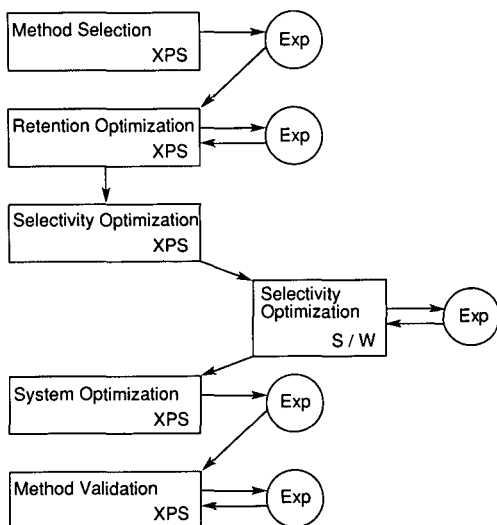 Method Selection
XPS
Exp
Retention Optimization
XPS
Exp
Selectivity Optimization
XPS
Selectivity
Optimization
S / W
Exp
System Optimization
XPS
Exp
Method Validation
XPS
Exp